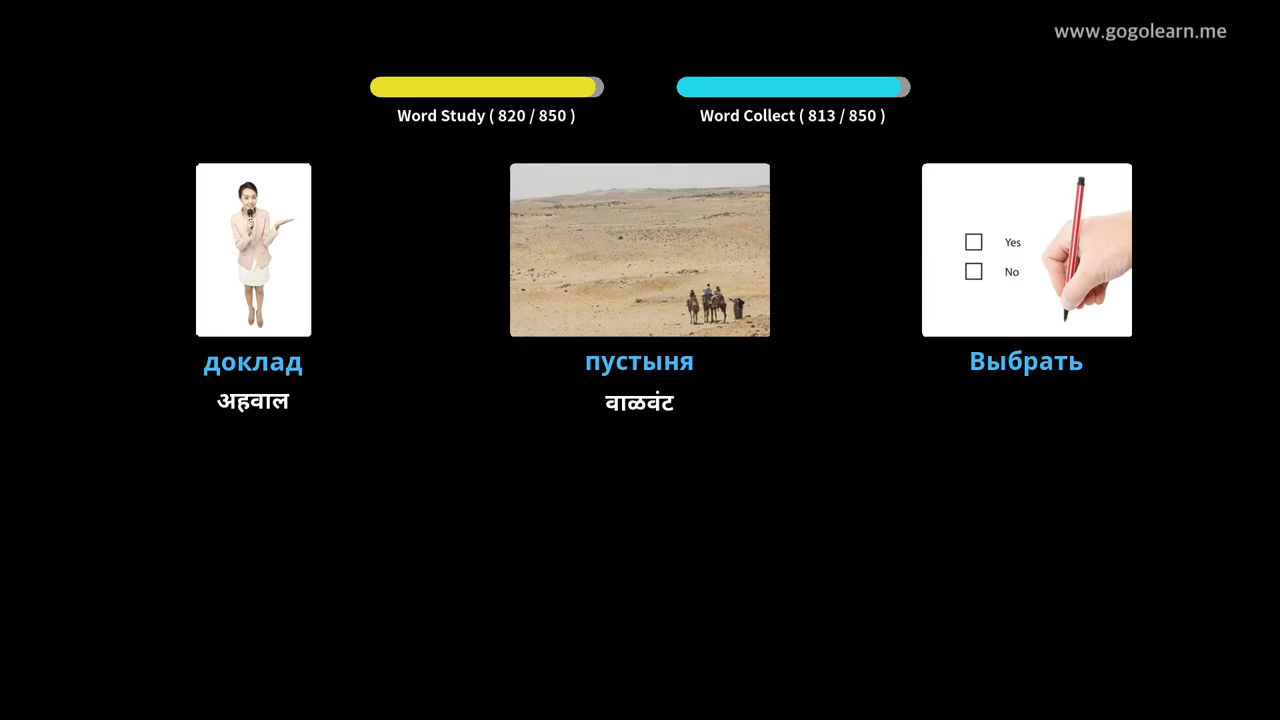 www.gogolearn.me
Word Study ( 820 / 850 )
Word Collect ( 813 / 850 )
Yes
No
доклад
пустыня
Выбрать
अहवाल
वाळवंट